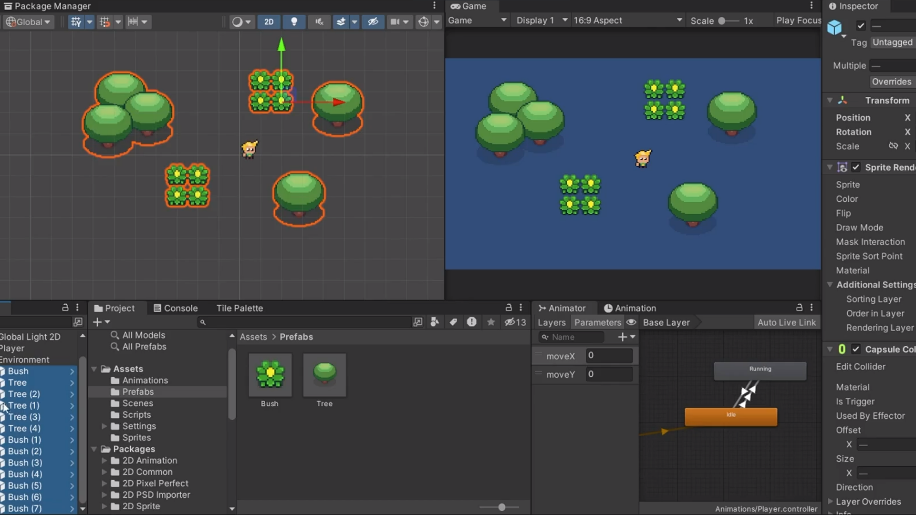 Package Manager
Global
2D
Game
Game
Display 1
16:9 Aspect
Scale
1x
Play Focus
Inspector
—
Tag
Untagged
Multiple
—
Overrides
Transform
Position
X
Rotation
X
Scale
X
Sprite Rend
Sprite
Color
Flip
Draw Mode
Mask Interaction
Sprite Sort Point
Material
Additional Settings
Sorting Layer
Order in Layer
Rendering Layer
Capsule Col
Edit Collider
Material
Is Trigger
Used By Effector
Offset
X —
Size
X —
Direction
Layer Overrides
Info
Global Light 2D
Player
Environment
Bush
Tree
Tree (2)
Tree (1)
Tree (3)
Tree (4)
Bush (1)
Bush (2)
Bush (3)
Bush (4)
Bush (5)
Bush (6)
Bush (7)
Project
Console
Tile Palette
13
All Models
All Prefabs
Assets
Animations
Prefabs
Scenes
Scripts
Settings
Sprites
Packages
2D Animation
2D Common
2D Pixel Perfect
2D PSD Importer
2D Sprite
Assets > Prefabs
Bush
Tree
Animator
Animation
Layers
Parameters
Base Layer
Auto Live Link
Name
moveX
0
moveY
0
Running
Idle
Animations/Player.controller